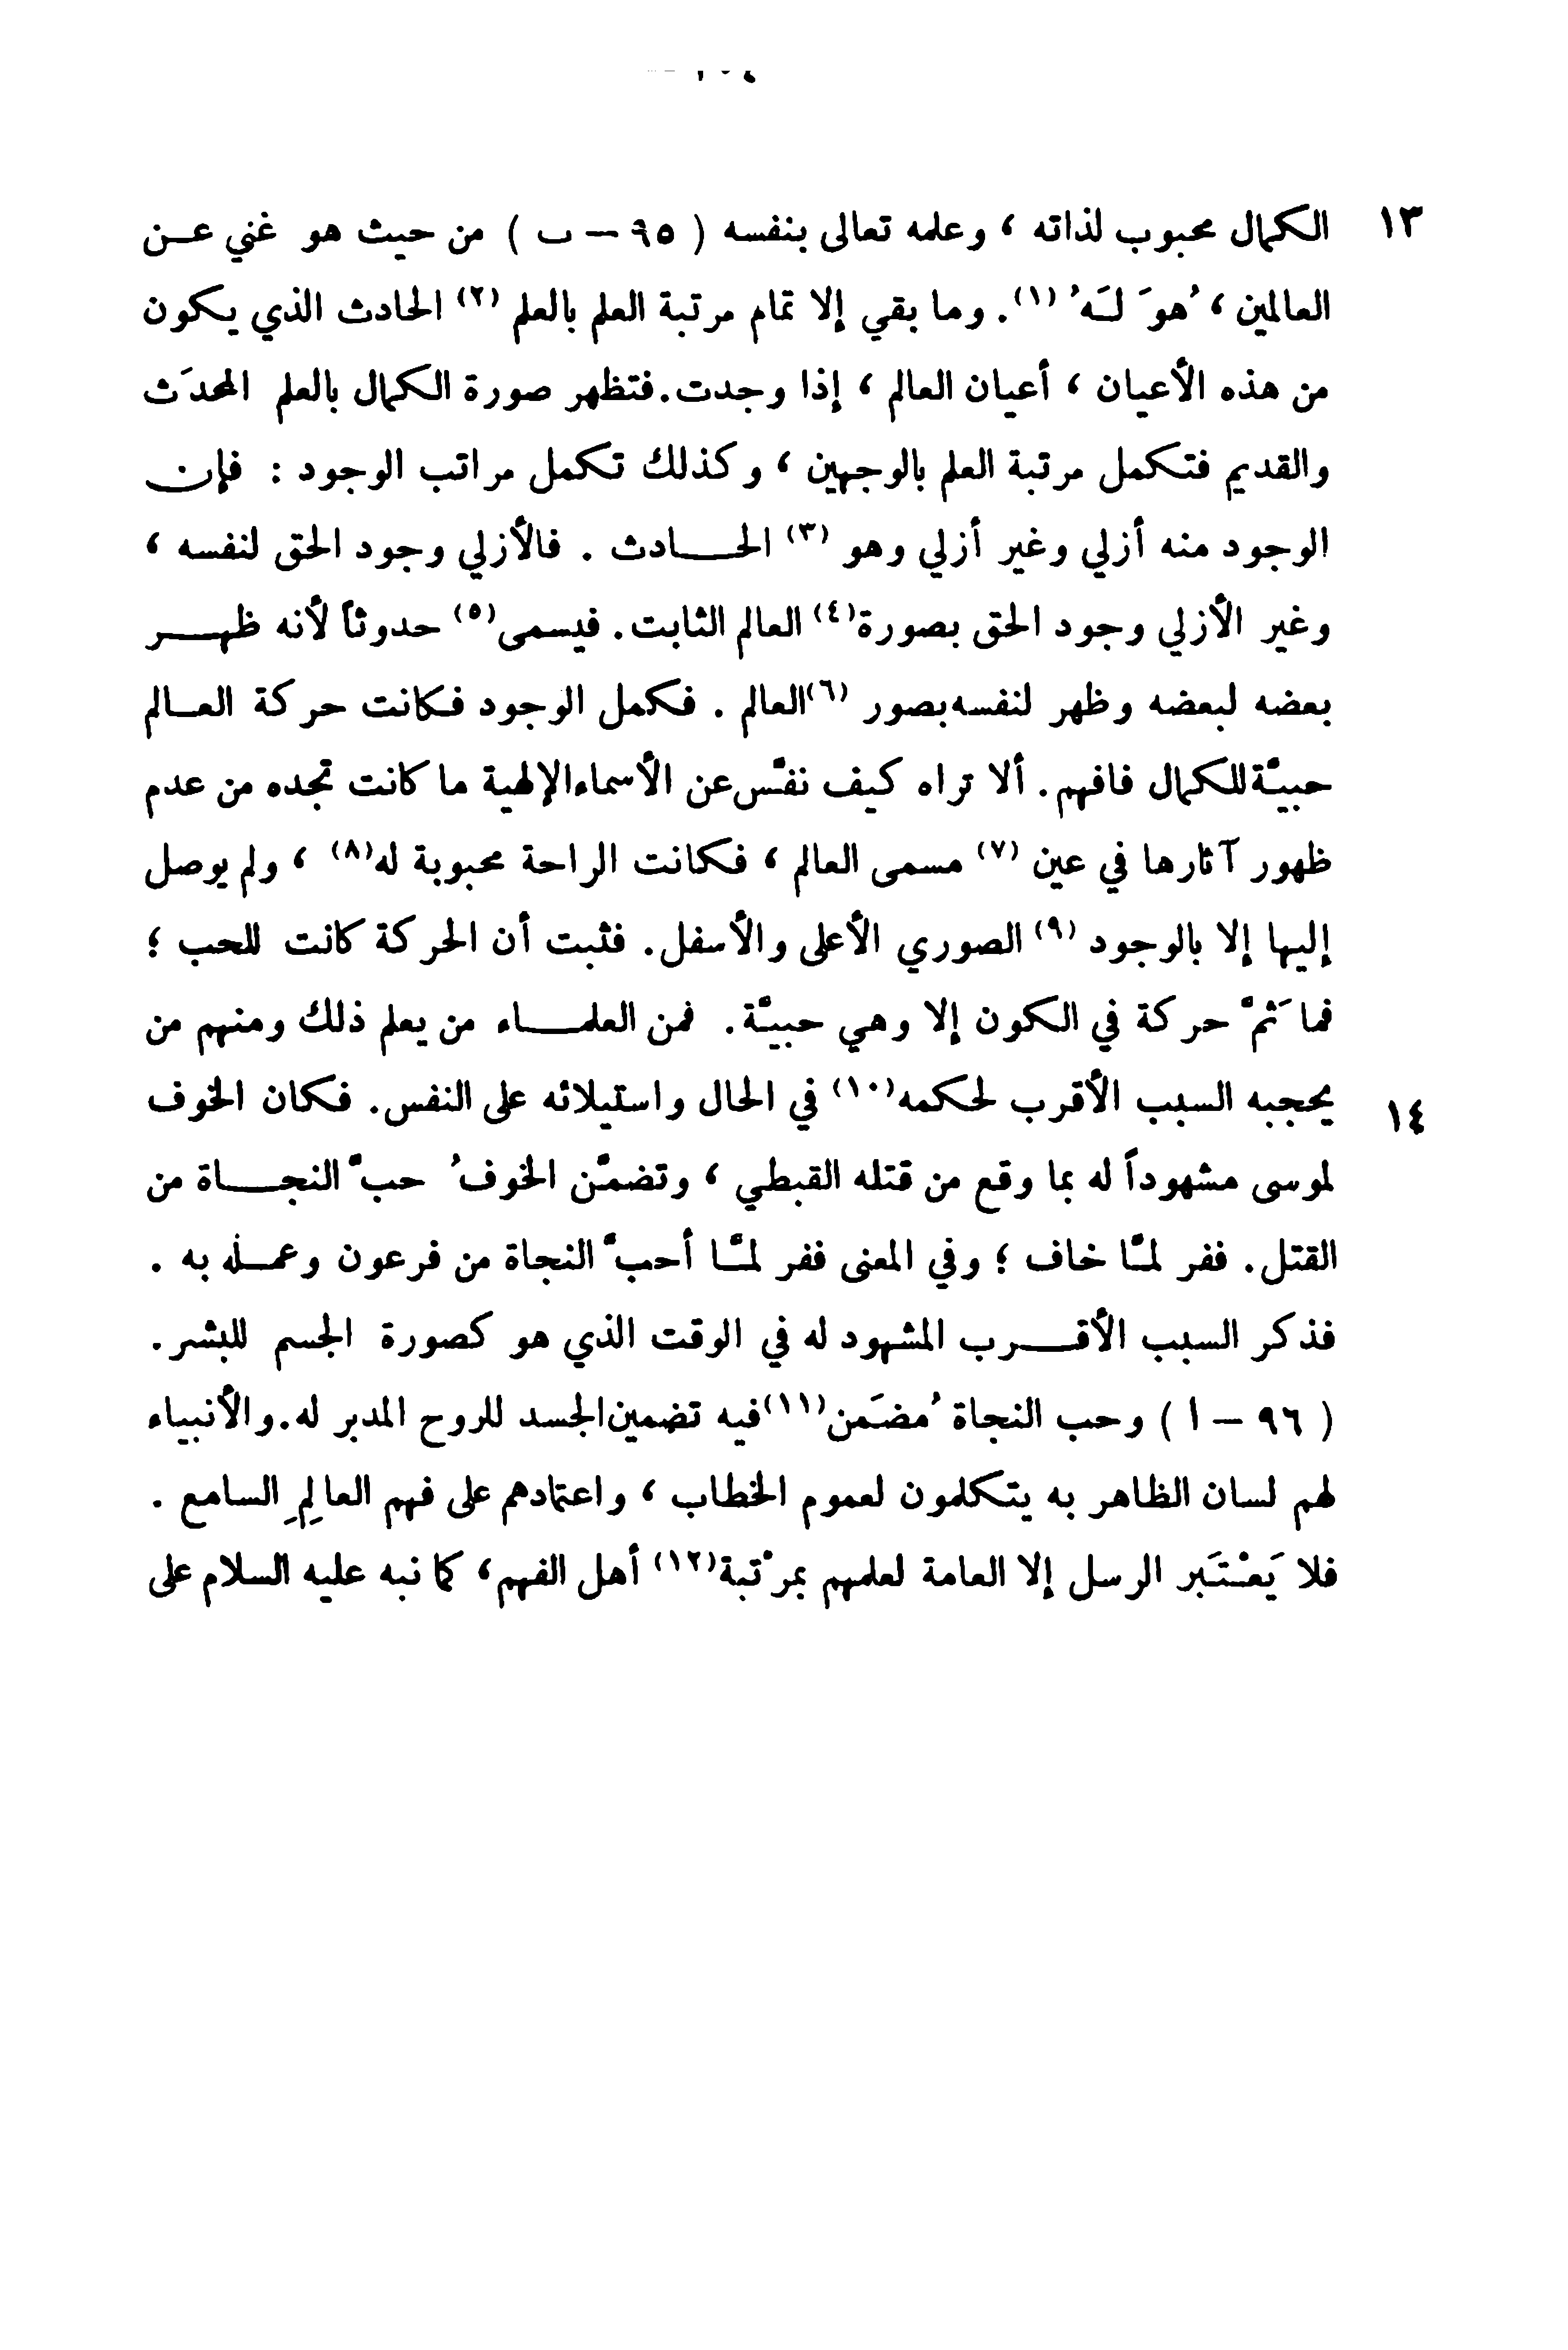 ١٣ الكمال محبوب لذاته ، وعلمه تعالى بنفسه ( ٩٥ – ب ) من حيث هو غني عن
العالمين ، هُوَ لَهُ (١). وما بقي إلا تمام مرتبة العلم بالعلم (٢) الحادث الذي يكون
من هذه الأعيان ، أعيان العالم ، إذا وجدت. فتظهر صورة الكمال بالعلم المحدَث
والقديم فتكمل مرتبة العلم بالوجهين ، وكذلك تكمل مراتب الوجود : فإن
الوجود منه أزلي وغير أزلي وهو (٣) الحادث . فالأزلي وجود الحق لنفسه ،
وغير الأزلي وجود الحق بصورة(٤) العالم الثابت. فيسمى(٥) حدوثاً لأنه ظهر
بعضه لبعضه وظهر لنفسه بصور (٦)العالم . فكمل الوجود فكانت حركة العالم
حبيَّة للكمال فافهم. ألا تراه كيف نفَّس عن الأسماء الإلهية ما كانت تجده من عدم
ظهور آثارها في عين (٧) مسمى العالم ، فكانت الراحة محبوبة له(٨) ، ولم يوصل
إليها إلا بالوجود (٩) الصوري الأعلى والأسفل. فثبت أن الحركة كانت للحب ؛
فما ثَمَّ حركة في الكون إلا وهي حبيَّة. فمن العلماء من يعلم ذلك ومنهم من
١٤ يحجبه السبب الأقرب لحكمه(١٠) في الحال واستيلائه على النفس. فكان الخوف
لموسى مشهوداً له بما وقع من قتله القبطي ، وتضمَّن الخوفُ حبَّ النجاة من
القتل. ففر لمَّا خاف ؛ وفي المعنى ففر لمَّا أحبَّ النجاة من فرعون وعمله به .
فذكر السبب الأقرب المشهود له في الوقت الذي هو كصورة الجسم للبشر.
( ٩٦ – ا ) وحب النجاة مُضَمَّن(١١)فيه تضمين الجسد للروح المدبر له. والأنبياء
لهم لسان الظاهر به يتكلمون لعموم الخطاب ، واعتمادهم على فهم العالِمِ السامع .
فلا يَعْتَبر الرسل إلا العامة لعلمهم بمرْتبة(١٢) أهل الفهم، كما نبه عليه السلام على